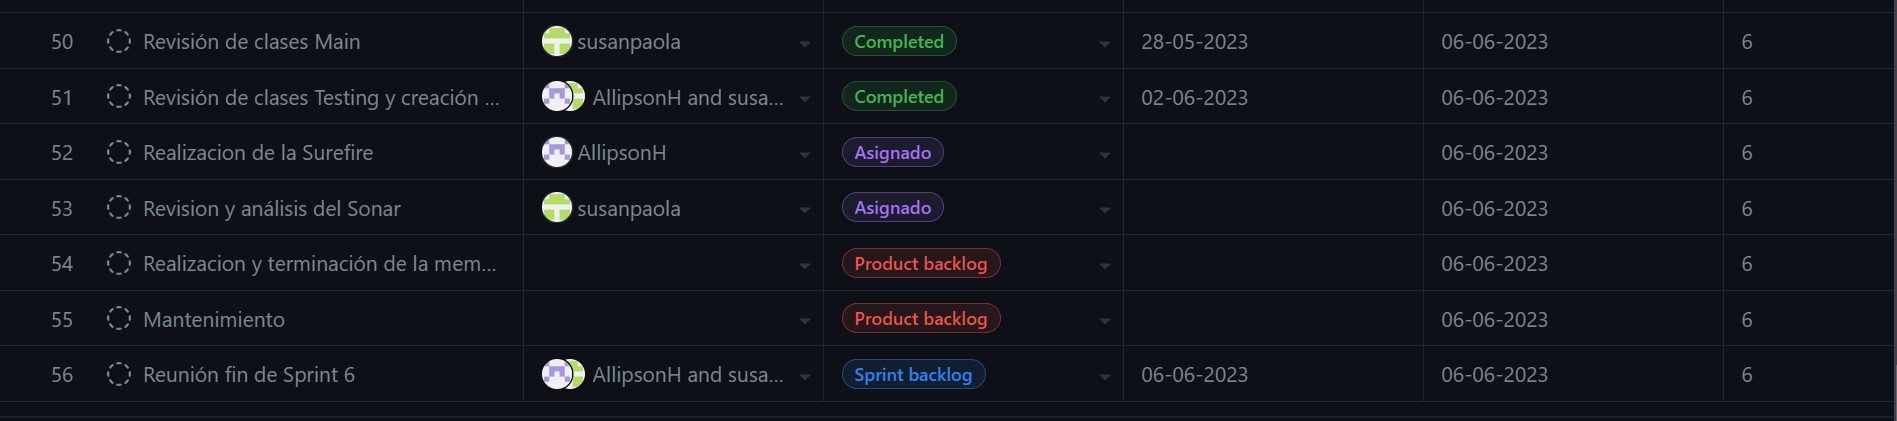 50 Revisión de clases Main susanpaola Completed 28-05-2023 06-06-2023 6
51 Revisión de clases Testing y creación ... AllipsonH and susa... Completed 02-06-2023 06-06-2023 6
52 Realizacion de la Surefire AllipsonH Asignado 06-06-2023 6
53 Revision y análisis del Sonar susanpaola Asignado 06-06-2023 6
54 Realizacion y terminación de la mem... Product backlog 06-06-2023 6
55 Mantenimiento Product backlog 06-06-2023 6
56 Reunión fin de Sprint 6 AllipsonH and susa... Sprint backlog 06-06-2023 06-06-2023 6